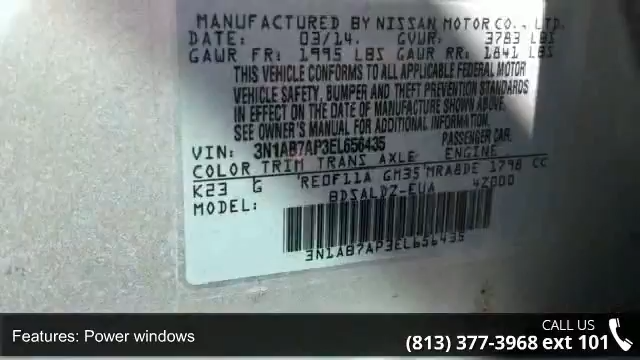 MANUFACTURED BY NISSAN MOTOR CO., LTD.
DATE: 03/14. GVWR: 3783 LBS
GAWR FR: 1995 LBS GAWR RR: 1841 LBS
THIS VEHICLE CONFORMS TO ALL APPLICABLE FEDERAL MOTOR
VEHICLE SAFETY, BUMPER AND THEFT PREVENTION STANDARDS
IN EFFECT ON THE DATE OF MANUFACTURE SHOWN ABOVE.
SEE OWNER'S MANUAL FOR ADDITIONAL INFORMATION.
VIN: 3N1AB7AP3EL656435 PASSENGER CAR.
COLOR TRIM TRANS AXLE ENGINE
K23 G RE0F11A GH35 MRA8DE 1798 CC
MODEL: BDSALDZ-EUA 4Z000
3N1AB7AP3EL656435
Features: Power windows
CALL US
(813) 377-3968 ext 101